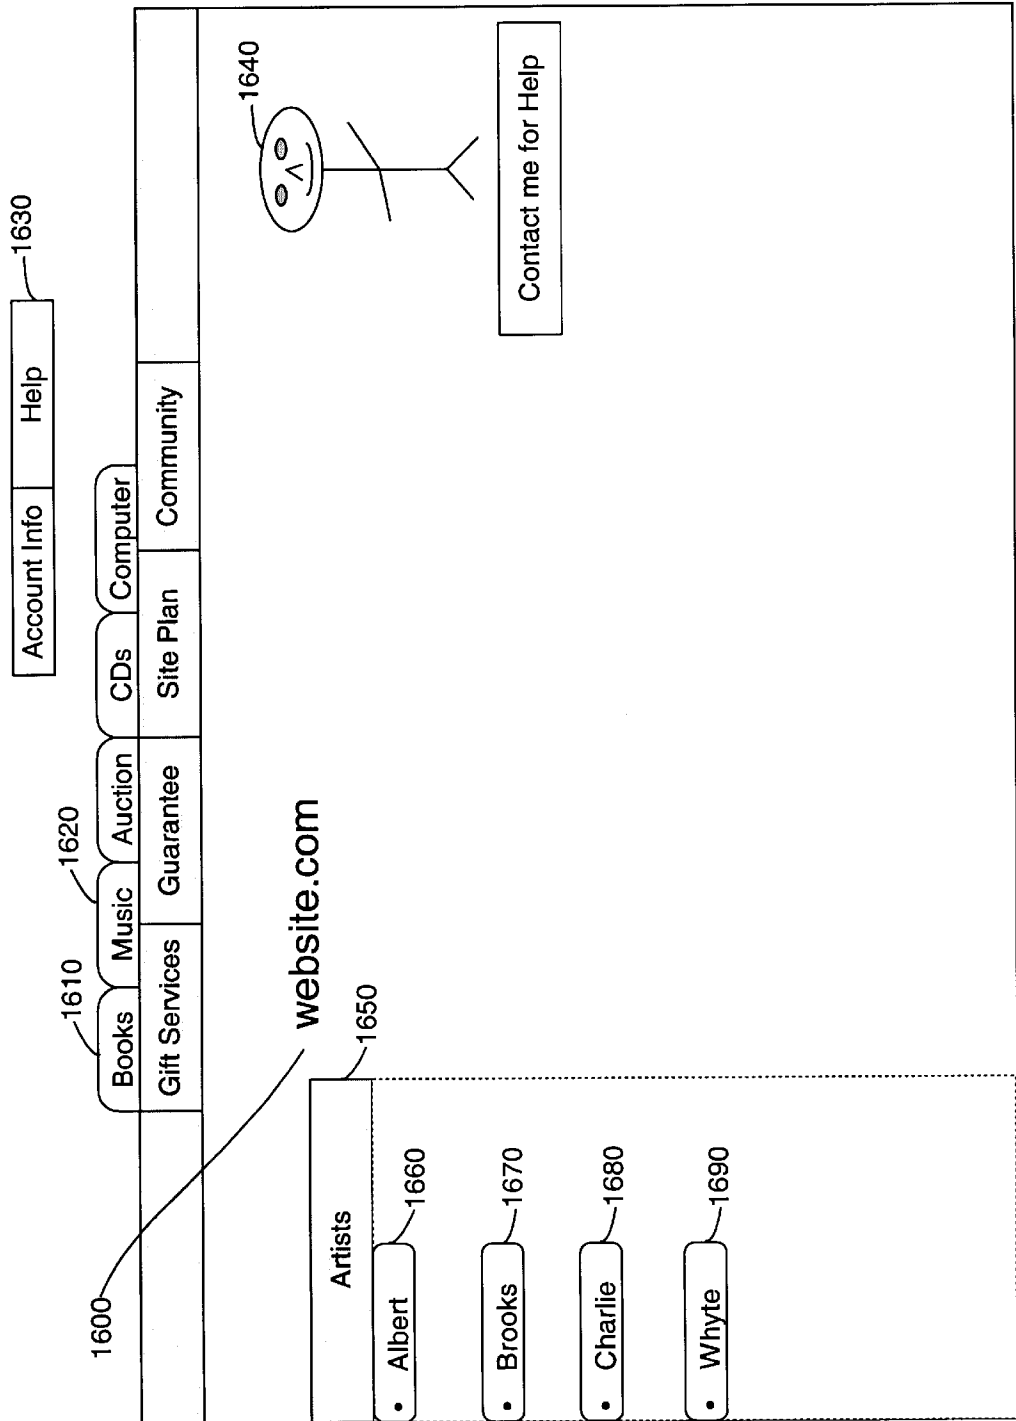 Account Info Help 1630
1610 1620
Books Music Auction CDs Computer
1600
Gift Services Guarantee Site Plan Community
1640
website.com
1650
Artists
• Albert 1660
• Brooks 1670
Contact me for Help
• Charlie 1680
• Whyte 1690